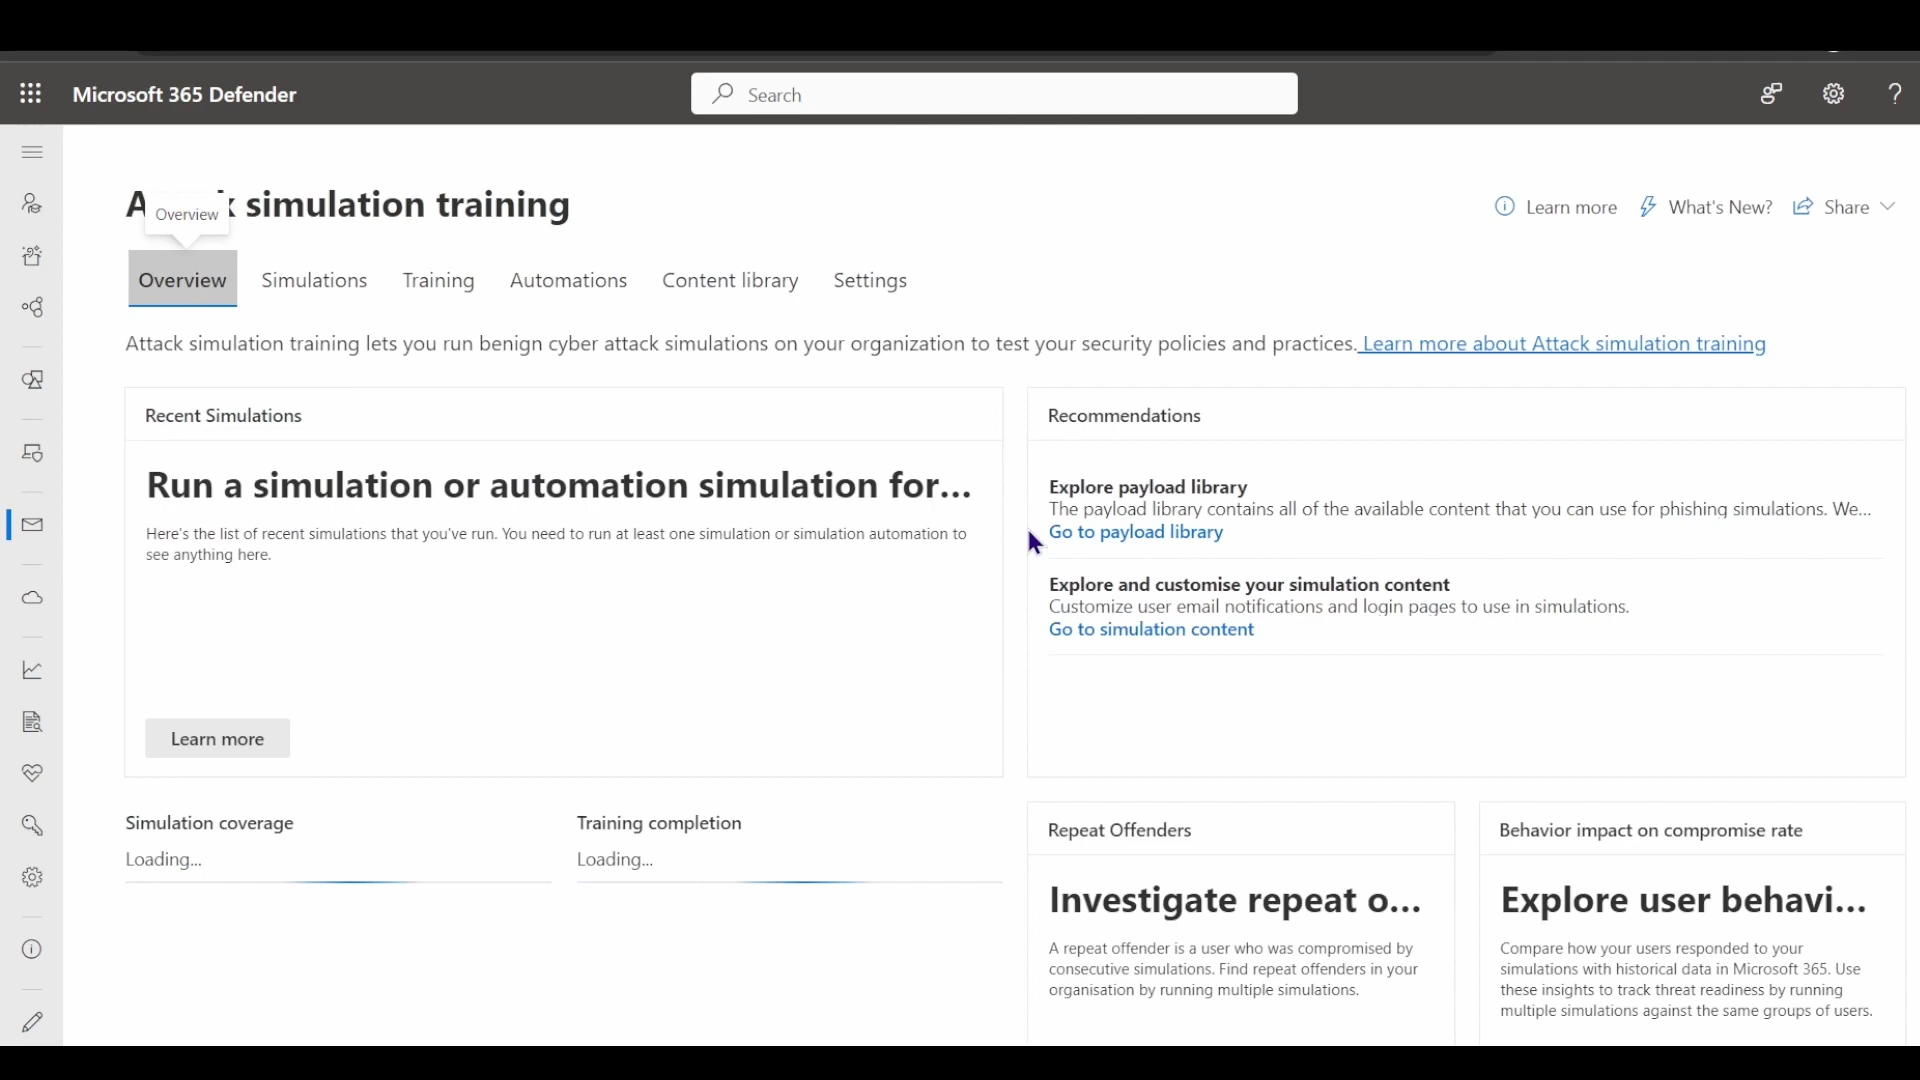 Microsoft 365 Defender
Search
?
simulation training
Overview
Learn more
What's New?
Share
Overview
Simulations
Training
Automations
Content library
Settings
Attack simulation training lets you run benign cyber attack simulations on your organization to test your security policies and practices. Learn more about Attack simulation training
Recent Simulations
Run a simulation or automation simulation for...
Here's the list of recent simulations that you've run. You need to run at least one simulation or simulation automation to
see anything here.
Learn more
Recommendations
Explore payload library
The payload library contains all of the available content that you can use for phishing simulations. We...
Go to payload library
Explore and customise your simulation content
Customize user email notifications and login pages to use in simulations.
Go to simulation content
Simulation coverage
Loading...
Training completion
Loading...
Repeat Offenders
Investigate repeat o...
A repeat offender is a user who was compromised by
consecutive simulations. Find repeat offenders in your
organisation by running multiple simulations.
Behavior impact on compromise rate
Explore user behavi...
Compare how your users responded to your
simulations with historical data in Microsoft 365. Use
these insights to track threat readiness by running
multiple simulations against the same groups of users.